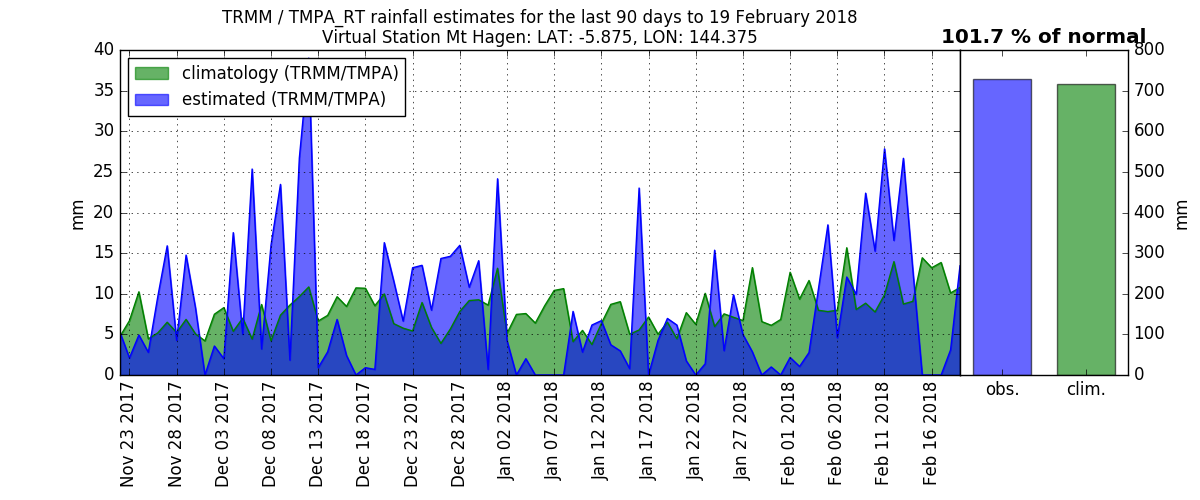 TRMM / TMPA_RT rainfall estimates for the last 90 days to 19 February 2018
Virtual Station Mt Hagen: LAT: -5.875, LON: 144.375
101.7 % of normal
climatology (TRMM/TMPA)
estimated (TRMM/TMPA)
40
35
30
25
20
15
10
5
0
mm
800
700
600
500
400
300
200
100
0
mm
Nov 23 2017
Nov 28 2017
Dec 03 2017
Dec 08 2017
Dec 13 2017
Dec 18 2017
Dec 23 2017
Dec 28 2017
Jan 02 2018
Jan 07 2018
Jan 12 2018
Jan 17 2018
Jan 22 2018
Jan 27 2018
Feb 01 2018
Feb 06 2018
Feb 11 2018
Feb 16 2018
obs.
clim.